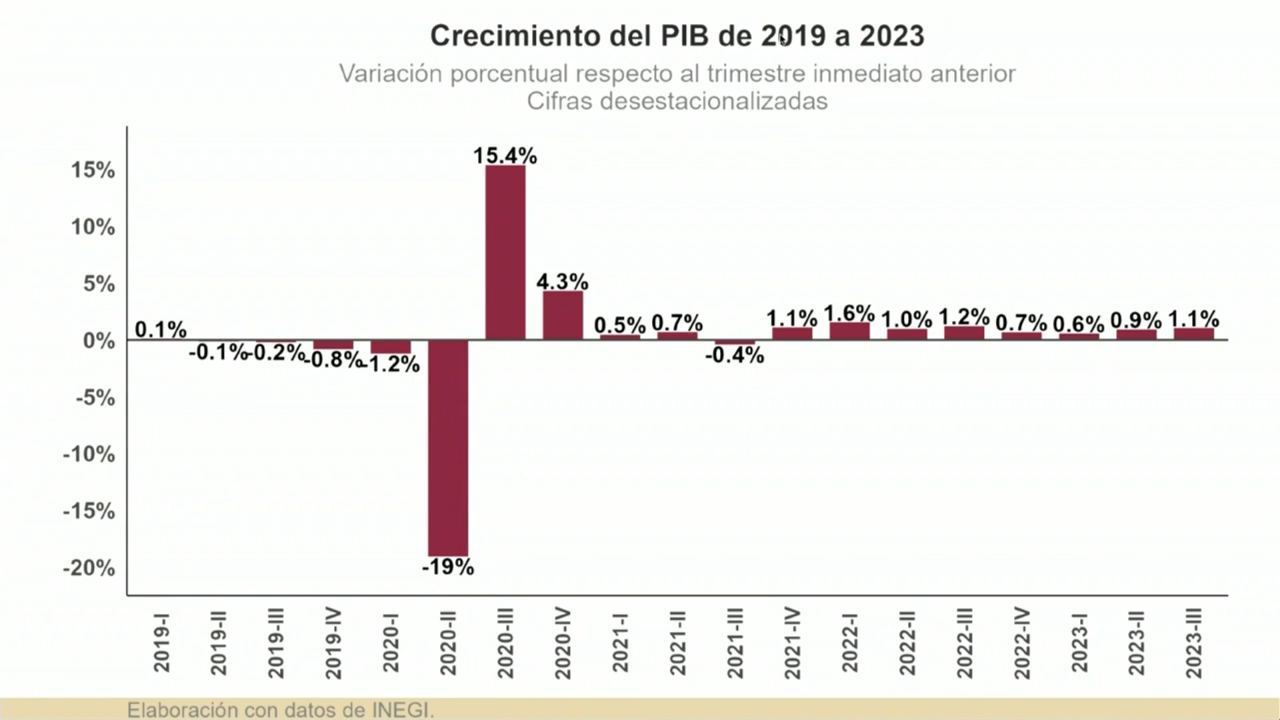 Crecimiento del PIB de 2019 a 2023
Variación porcentual respecto al trimestre inmediato anterior
Cifras desestacionalizadas
15%
10%
5%
0%
-5%
-10%
-15%
-20%
0.1%
-0.1%
-0.2%
-0.8%
-1.2%
-19%
15.4%
4.3%
0.5%
0.7%
-0.4%
1.1%
1.6%
1.0%
1.2%
0.7%
0.6%
0.9%
1.1%
2019-I
2019-II
2019-III
2019-IV
2020-I
2020-II
2020-III
2020-IV
2021-I
2021-II
2021-III
2021-IV
2022-I
2022-II
2022-III
2022-IV
2023-I
2023-II
2023-III
Elaboración con datos de INEGI.